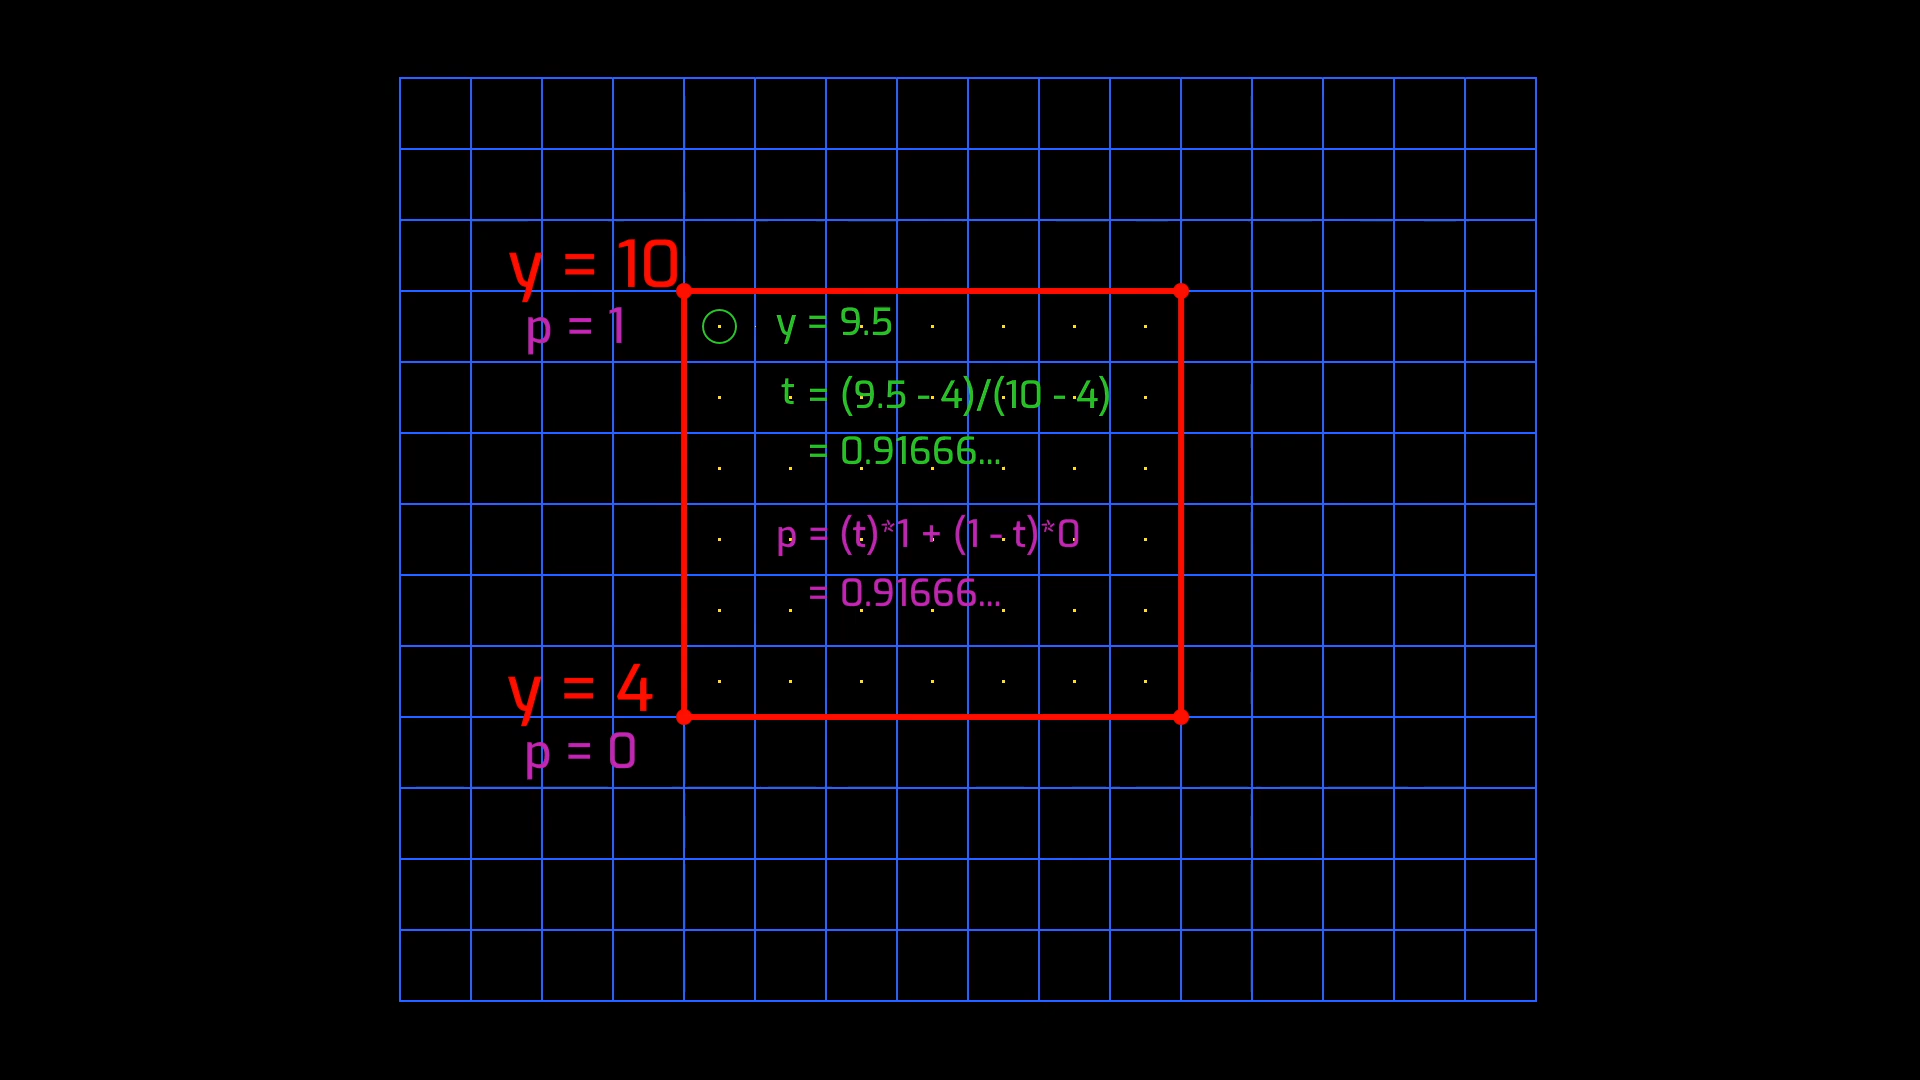 y = 10
p = 1
y = 9.5
t = (9.5 - 4)/(10 - 4)
= 0.91666...
p = (t)*1 + (1 - t)*0
= 0.91666...
y = 4
p = 0